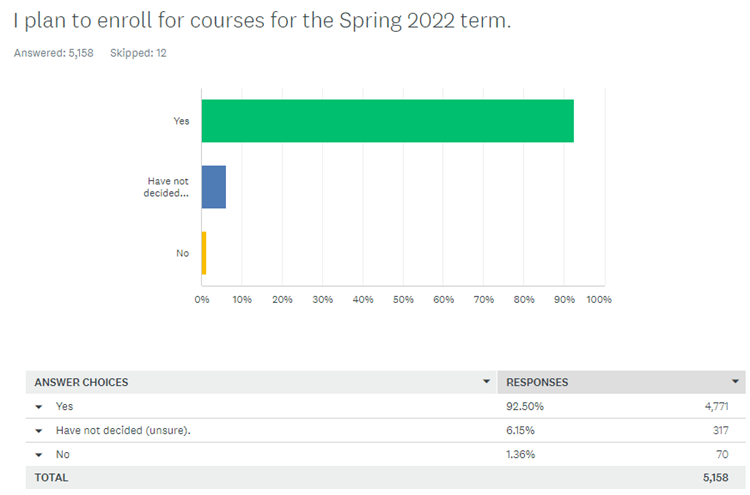 I plan to enroll for courses for the Spring 2022 term.
Answered: 5,158 Skipped: 12
Yes
Have not
decided...
No
0% 10% 20% 30% 40% 50% 60% 70% 80% 90% 100%
ANSWER CHOICES RESPONSES
Yes 92.50% 4,771
Have not decided (unsure). 6.15% 317
No 1.36% 70
TOTAL 5,158